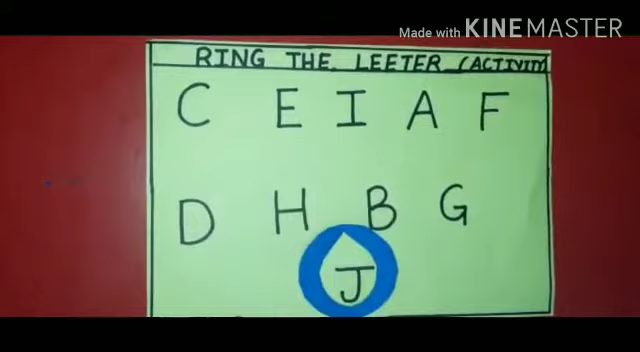 Made with KINEMASTER
RING THE LEETER (ACTIVITY
C E I A F
D H B G
J